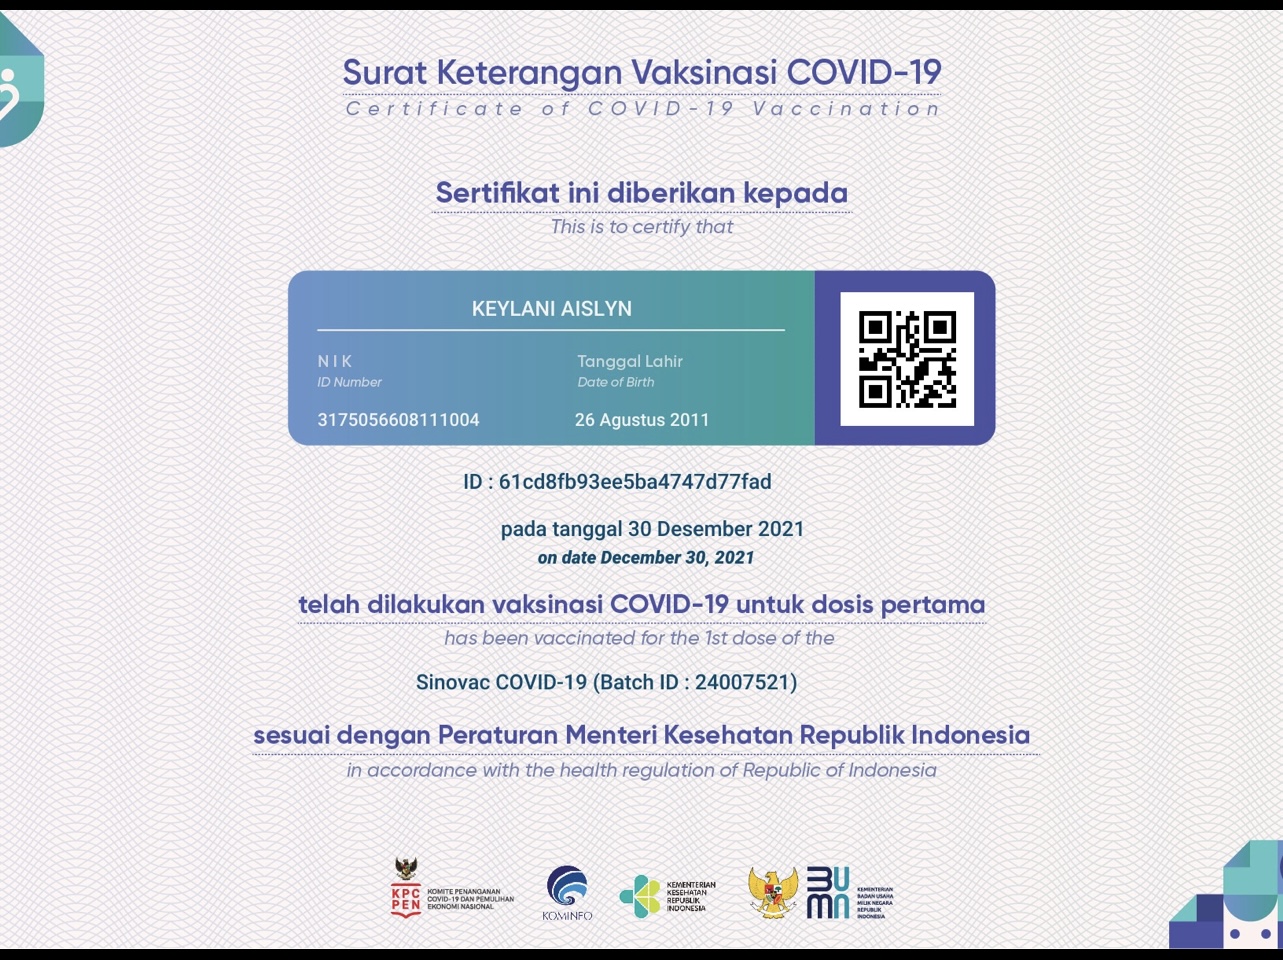 Surat Keterangan Vaksinasi COVID-19
Certificate of COVID-19 Vaccination
Sertifikat ini diberikan kepada
This is to certify that
KEYLANI AISLYN
NIK
ID Number
3175056608111004
Tanggal Lahir
Date of Birth
26 Agustus 2011
ID : 61cd8fb93ee5ba4747d77fad
pada tanggal 30 Desember 2021
on date December 30, 2021
telah dilakukan vaksinasi COVID-19 untuk dosis pertama
has been vaccinated for the 1st dose of the
Sinovac COVID-19 (Batch ID : 24007521)
sesuai dengan Peraturan Menteri Kesehatan Republik Indonesia
in accordance with the health regulation of Republic of Indonesia
KPC
PEN
KOMITE PENANGANAN
COVID-19 DAN PEMULIHAN
EKONOMI NASIONAL
KOMINFO
KEMENTERIAN
KESEHATAN
REPUBLIK
INDONESIA
BUMN
KEMENTERIAN
BADAN USAHA
MILIK NEGARA
REPUBLIK
INDONESIA